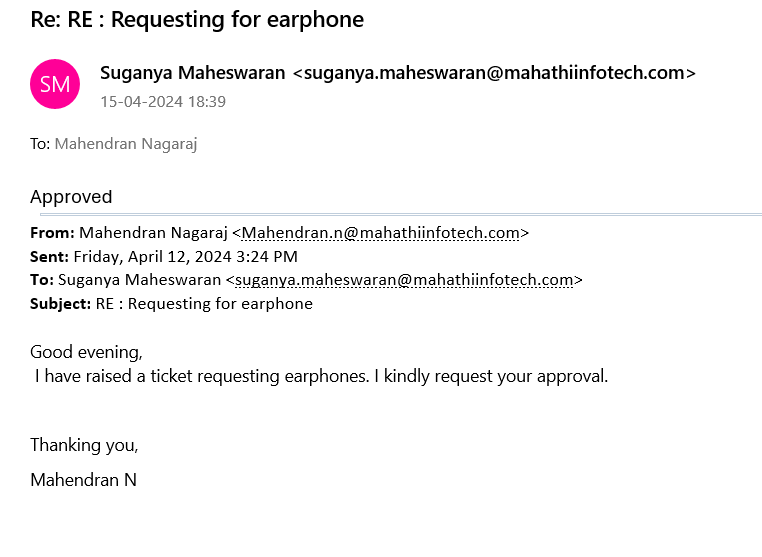 Re: RE : Requesting for earphone
SM
Suganya Maheswaran <suganya.maheswaran@mahathiinfotech.com>
15-04-2024 18:39
To: Mahendran Nagaraj
Approved
From: Mahendran Nagaraj <Mahendran.n@mahathiinfotech.com>
Sent: Friday, April 12, 2024 3:24 PM
To: Suganya Maheswaran <suganya.maheswaran@mahathiinfotech.com>
Subject: RE : Requesting for earphone
Good evening,
I have raised a ticket requesting earphones. I kindly request your approval.
Thanking you,
Mahendran N